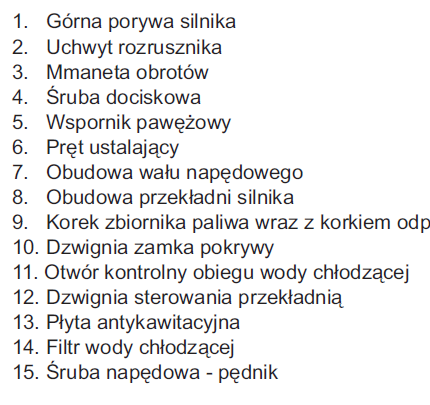 1. Górna porywa silnika
2. Uchwyt rozrusznika
3. Mmaneta obrotów
4. Śruba dociskowa
5. Wspornik pawężowy
6. Pręt ustalający
7. Obudowa wału napędowego
8. Obudowa przekładni silnika
9. Korek zbiornika paliwa wraz z korkiem odp
10. Dzwignia zamka pokrywy
11. Otwór kontrolny obiegu wody chłodzącej
12. Dzwignia sterowania przekładnią
13. Płyta antykawitacyjna
14. Filtr wody chłodzącej
15. Śruba napędowa - pędnik